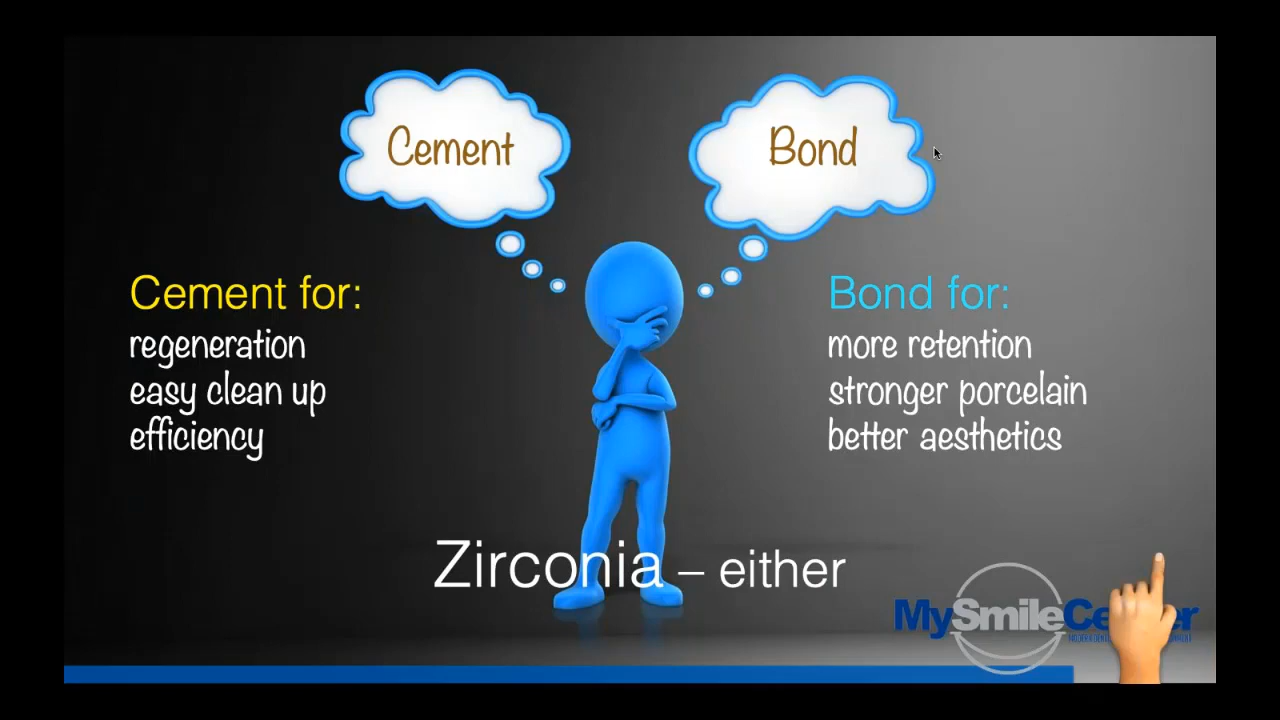 Cement
Bond
Cement for:
regeneration
easy clean up
efficiency
Bond for:
more retention
stronger porcelain
better aesthetics
Zirconia – either
MySmileCenter